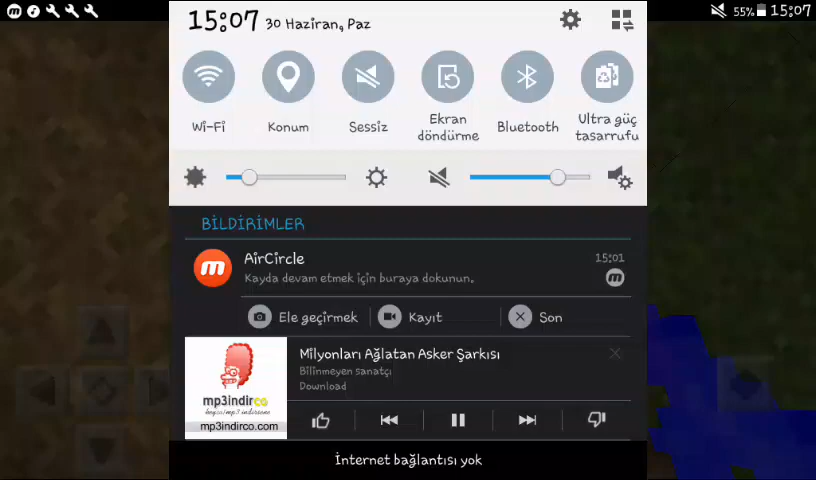 15:07 30 Haziran, Paz
55% 15:07
Wi-Fi
Konum
Sessiz
Ekran
döndürme
Bluetooth
Ultra güç
tasarrufu
BİLDİRİMLER
AirCircle 15:01
Kayda devam etmek için buraya dokunun.
Ele geçirmek
Kayıt
Son
Milyonları Ağlatan Asker Şarkısı
Bilinmeyen sanatçı
Download
mp3indirco
mp3indirco.com
İnternet bağlantısı yok